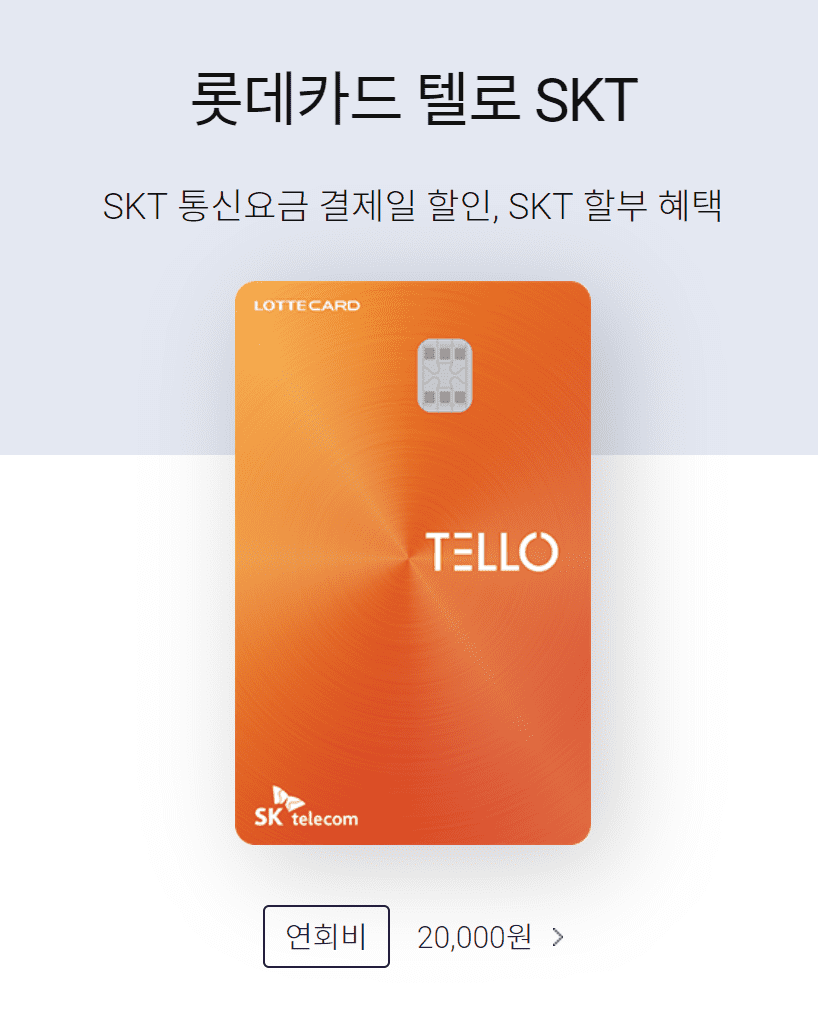 롯데카드 텔로 SKT
SKT 통신요금 결제일 할인, SKT 할부 혜택
LOTTE CARD
TELLO
SK telecom
연회비 20,000원